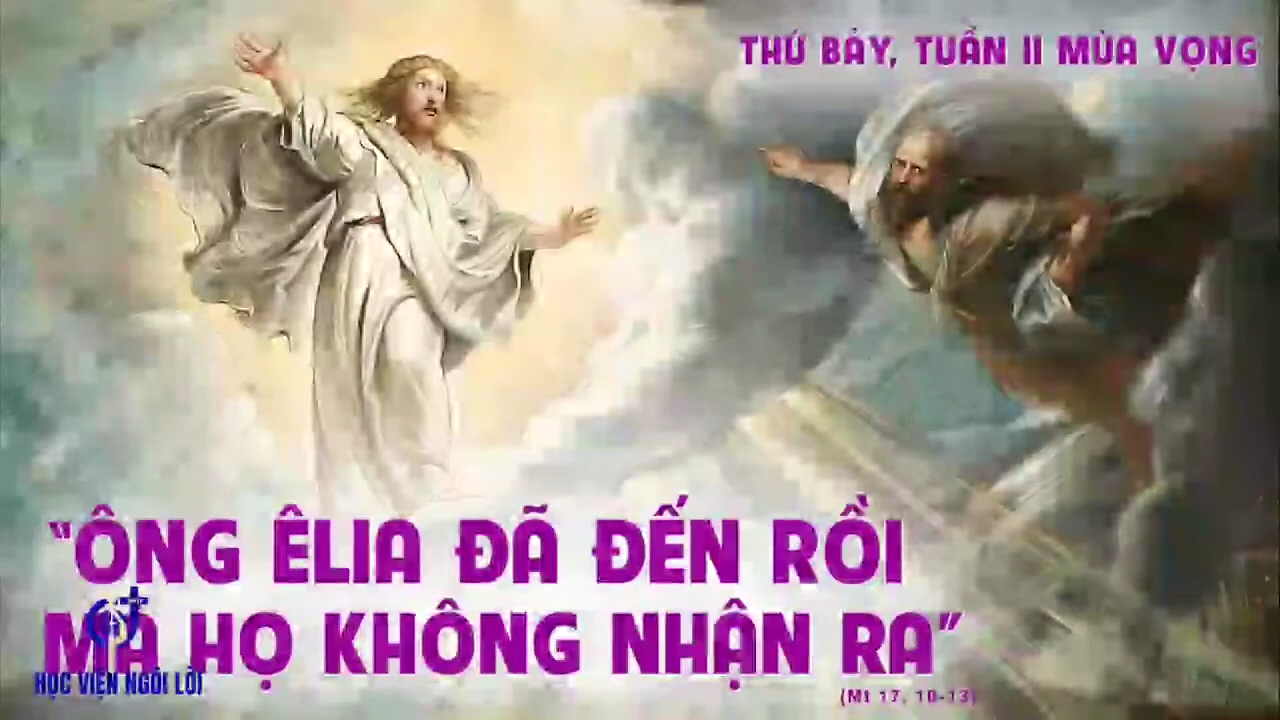 THỨ BẢY, TUẦN II MÙA VỌNG
“ÔNG ÊLIA ĐÃ ĐẾN RỒI
MÀ HỌ KHÔNG NHẬN RA”
(Mt 17, 10-13)
HỌC VIỆN NGÔI LỜI